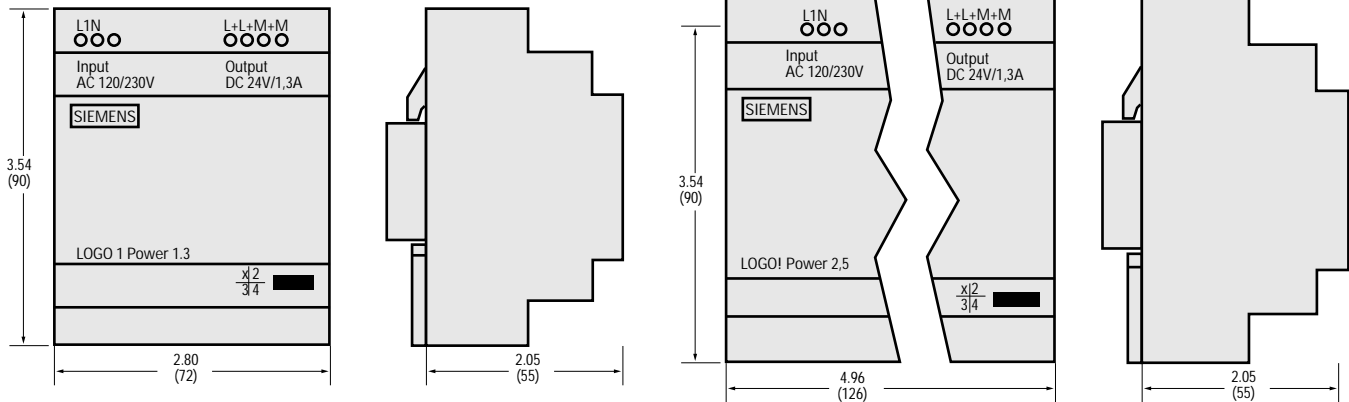 L1N
L+L+M+M
Input
AC 120/230V
Output
DC 24V/1,3A
SIEMENS
3.54
(90)
LOGO 1 Power 1.3
x 2
3 4
2.80
(72)
2.05
(55)
L1N
L+L+M+M
Input
AC 120/230V
Output
DC 24V/1,3A
SIEMENS
3.54
(90)
LOGO! Power 2,5
x 2
3 4
4.96
(126)
2.05
(55)